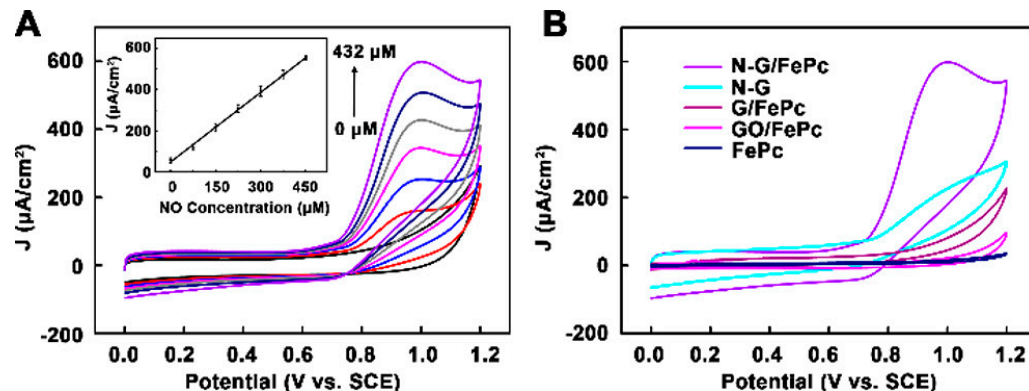 A
J (µA/cm²)
600
400
200
0
-200
0.0 0.2 0.4 0.6 0.8 1.0 1.2
Potential (V vs. SCE)
J (µA/cm²)
600
400
200
0
0 150 300 450
NO Concentration (µM)
432 µM
0 µM
B
J (µA/cm²)
600
400
200
0
-200
0.0 0.2 0.4 0.6 0.8 1.0 1.2
Potential (V vs. SCE)
N-G/FePc
N-G
G/FePc
GO/FePc
FePc